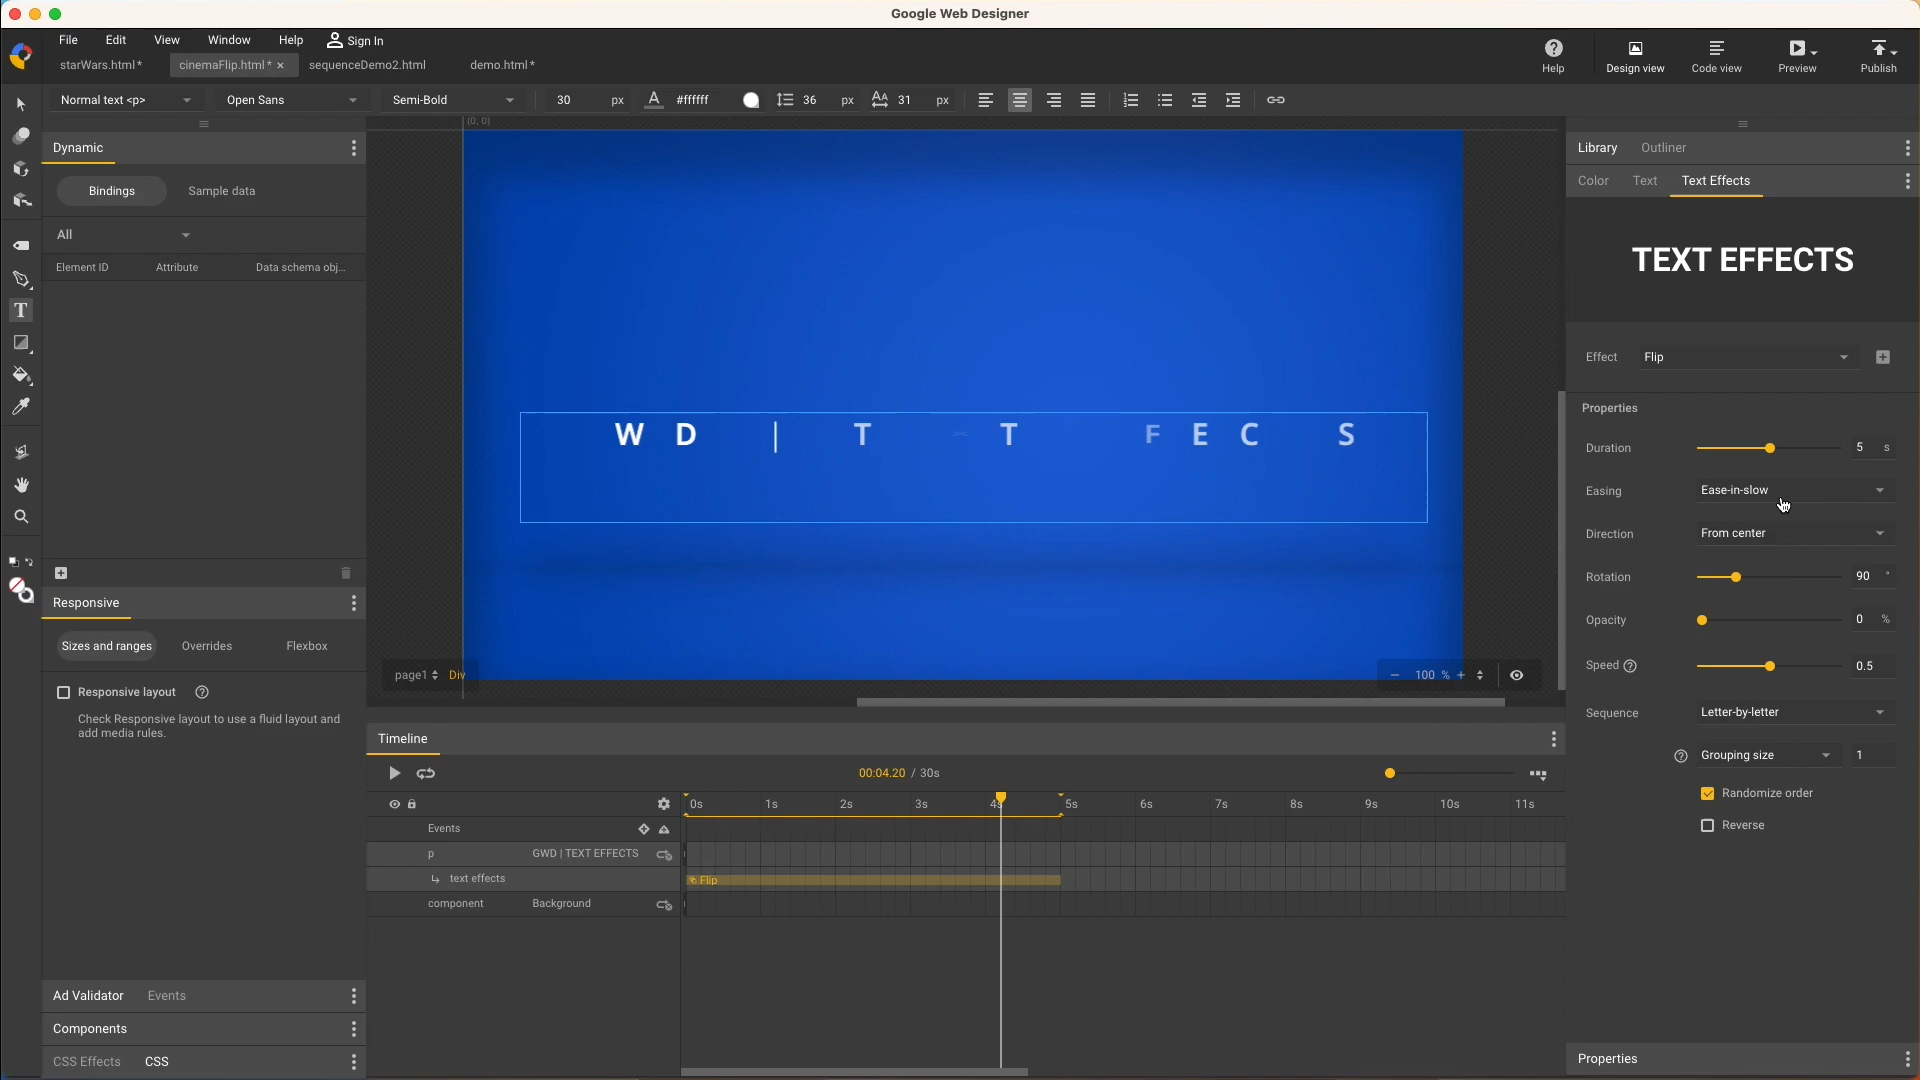 Google Web Designer
File Edit View Window Help Sign In
starWars.html* cinemaFlip.html* × sequenceDemo2.html demo.html*
Help Design view Code view Preview Publish
Normal text <p> Open Sans Semi-Bold 30 px A #ffffff 36 px AA 31 px
(0, 0)
Dynamic
Bindings Sample data
All
Element ID Attribute Data schema obj...
Responsive
Sizes and ranges Overrides Flexbox
Responsive layout
Check Responsive layout to use a fluid layout and
add media rules.
Ad Validator Events
Components
CSS Effects CSS
W D | T T F E C S
page1 Div
− 100 % +
Timeline
00:04.20 / 30s
0s 1s 2s 3s 4s 5s 6s 7s 8s 9s 10s 11s
Events
p GWD | TEXT EFFECTS
text effects Flip
component Background
Library Outliner
Color Text Text Effects
TEXT EFFECTS
Effect Flip
Properties
Duration 5 s
Easing Ease-in-slow
Direction From center
Rotation 90 °
Opacity 0 %
Speed 0.5
Sequence Letter-by-letter
Grouping size 1
Randomize order
Reverse
Properties